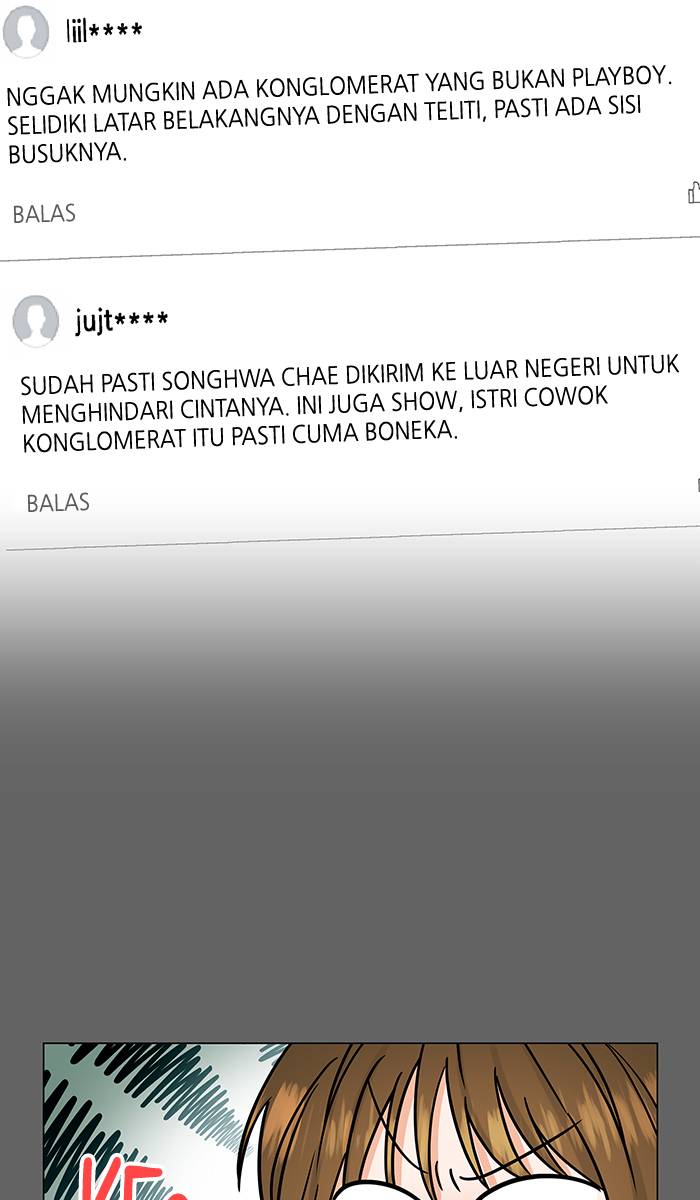 liil****
NGGAK MUNGKIN ADA KONGLOMERAT YANG BUKAN PLAYBOY.
SELIDIKI LATAR BELAKANGNYA DENGAN TELITI, PASTI ADA SISI
BUSUKNYA.
BALAS
jujt****
SUDAH PASTI SONGHWA CHAE DIKIRIM KE LUAR NEGERI UNTUK
MENGHINDARI CINTANYA. INI JUGA SHOW, ISTRI COWOK
KONGLOMERAT ITU PASTI CUMA BONEKA.
BALAS